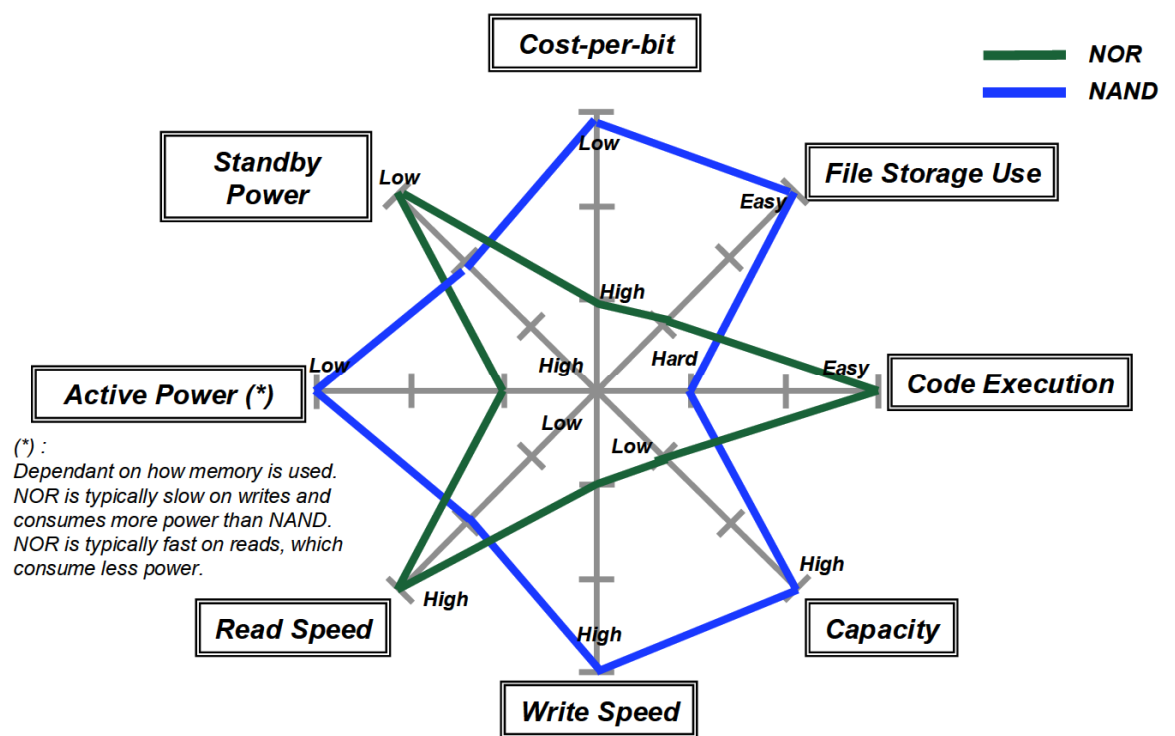 Cost-per-bit
NOR
NAND
Standby
Power
Low
Low
File Storage Use
Easy
High
Low
High
Hard
Easy
Active Power (*)
Code Execution
Low
Low
(*) :
Dependant on how memory is used.
NOR is typically slow on writes and
consumes more power than NAND.
NOR is typically fast on reads, which
consume less power.
High
High
High
Read Speed
Capacity
Write Speed